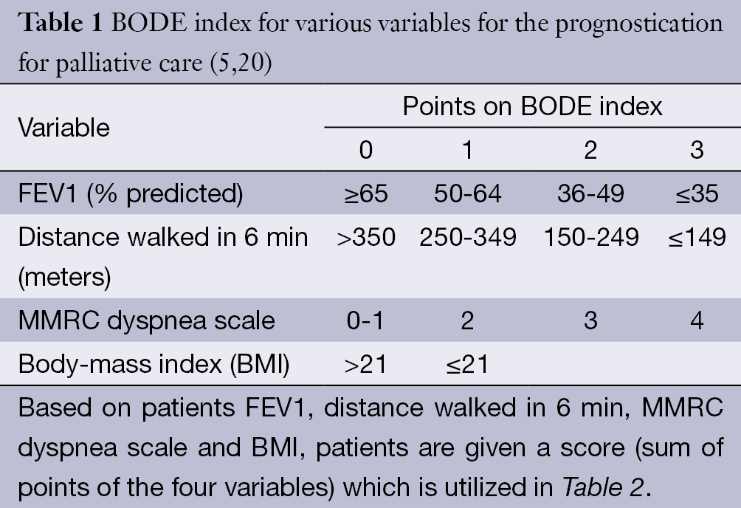 Table 1 BODE index for various variables for the prognostication
for palliative care (5,20)
Variable
Points on BODE index
0 1 2 3
FEV1 (% predicted) ≥65 50-64 36-49 ≤35
Distance walked in 6 min >350 250-349 150-249 ≤149
(meters)
MMRC dyspnea scale 0-1 2 3 4
Body-mass index (BMI) >21 ≤21
Based on patients FEV1, distance walked in 6 min, MMRC
dyspnea scale and BMI, patients are given a score (sum of
points of the four variables) which is utilized in Table 2.